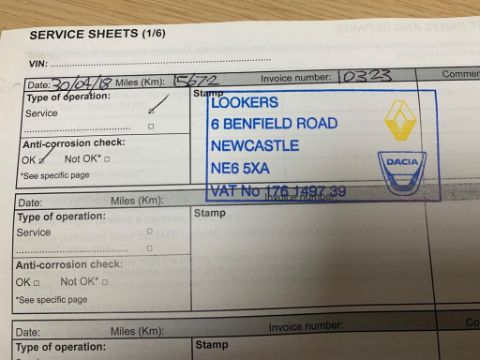 SERVICE SHEETS (1/6)
VIN:
Date: 30/04/18 Miles (Km): 15672 Invoice number: 10323
Type of operation: Stamp
Service
Anti-corrosion check:
OK Not OK*
*See specific page
LOOKERS
6 BENFIELD ROAD
NEWCASTLE
NE6 5XA
VAT No 176 1497 39
DACIA
Date: Miles (Km): Invoice number:
Type of operation: Stamp
Service
Anti-corrosion check:
OK Not OK*
*See specific page
Date: Miles (Km): Invoice number:
Type of operation: Stamp
Service